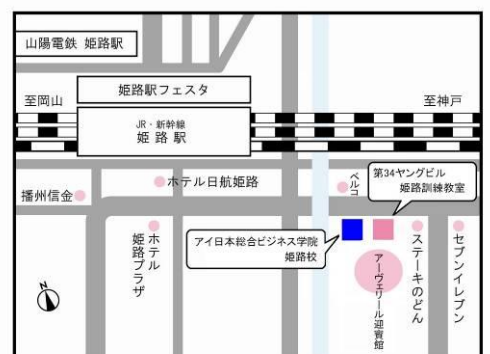 山陽電鉄 姫路駅
姫路駅フェスタ
至岡山
至神戸
JR・新幹線
姫路駅
第34ヤングビル
姫路訓練教室
ベルコ
ホテル日航姫路
播州信金
アイ日本総合ビジネス学院
姫路校
ホテル
姫路プラザ
アーヴェリール迎賓館
ステーキのどん
セブンイレブン
N